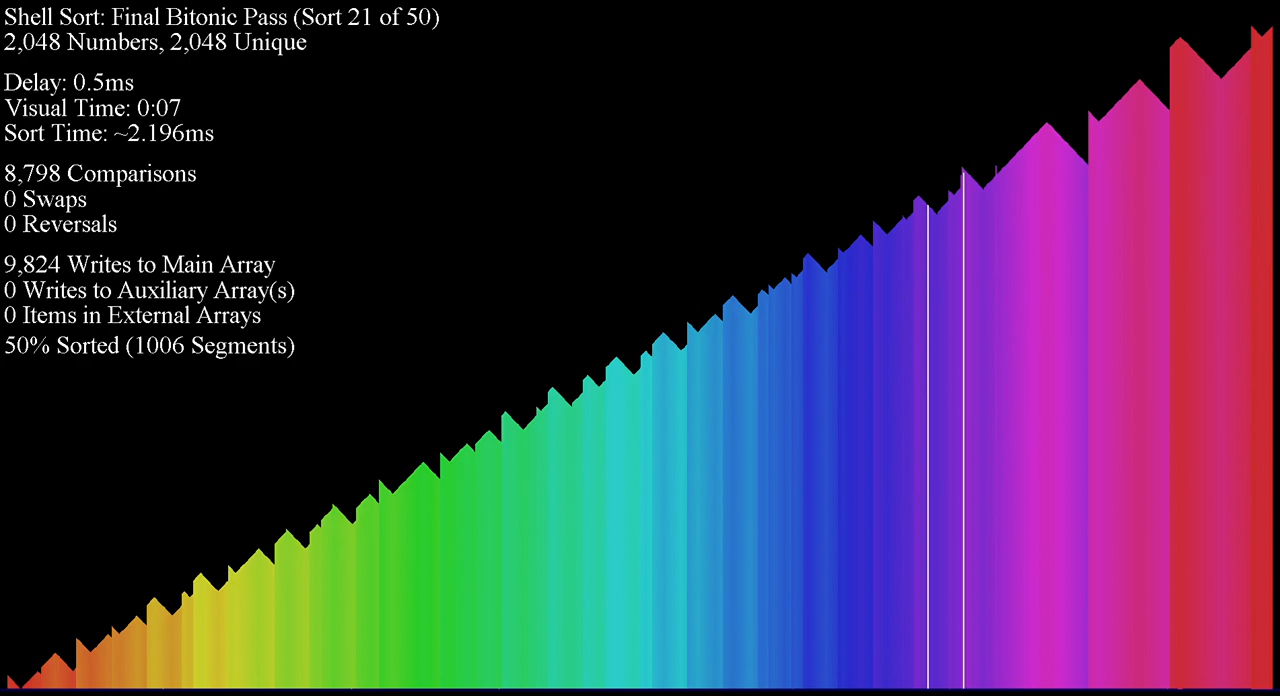 Shell Sort: Final Bitonic Pass (Sort 21 of 50)
2,048 Numbers, 2,048 Unique
Delay: 0.5ms
Visual Time: 0:07
Sort Time: ~2.196ms
8,798 Comparisons
0 Swaps
0 Reversals
9,824 Writes to Main Array
0 Writes to Auxiliary Array(s)
0 Items in External Arrays
50% Sorted (1006 Segments)